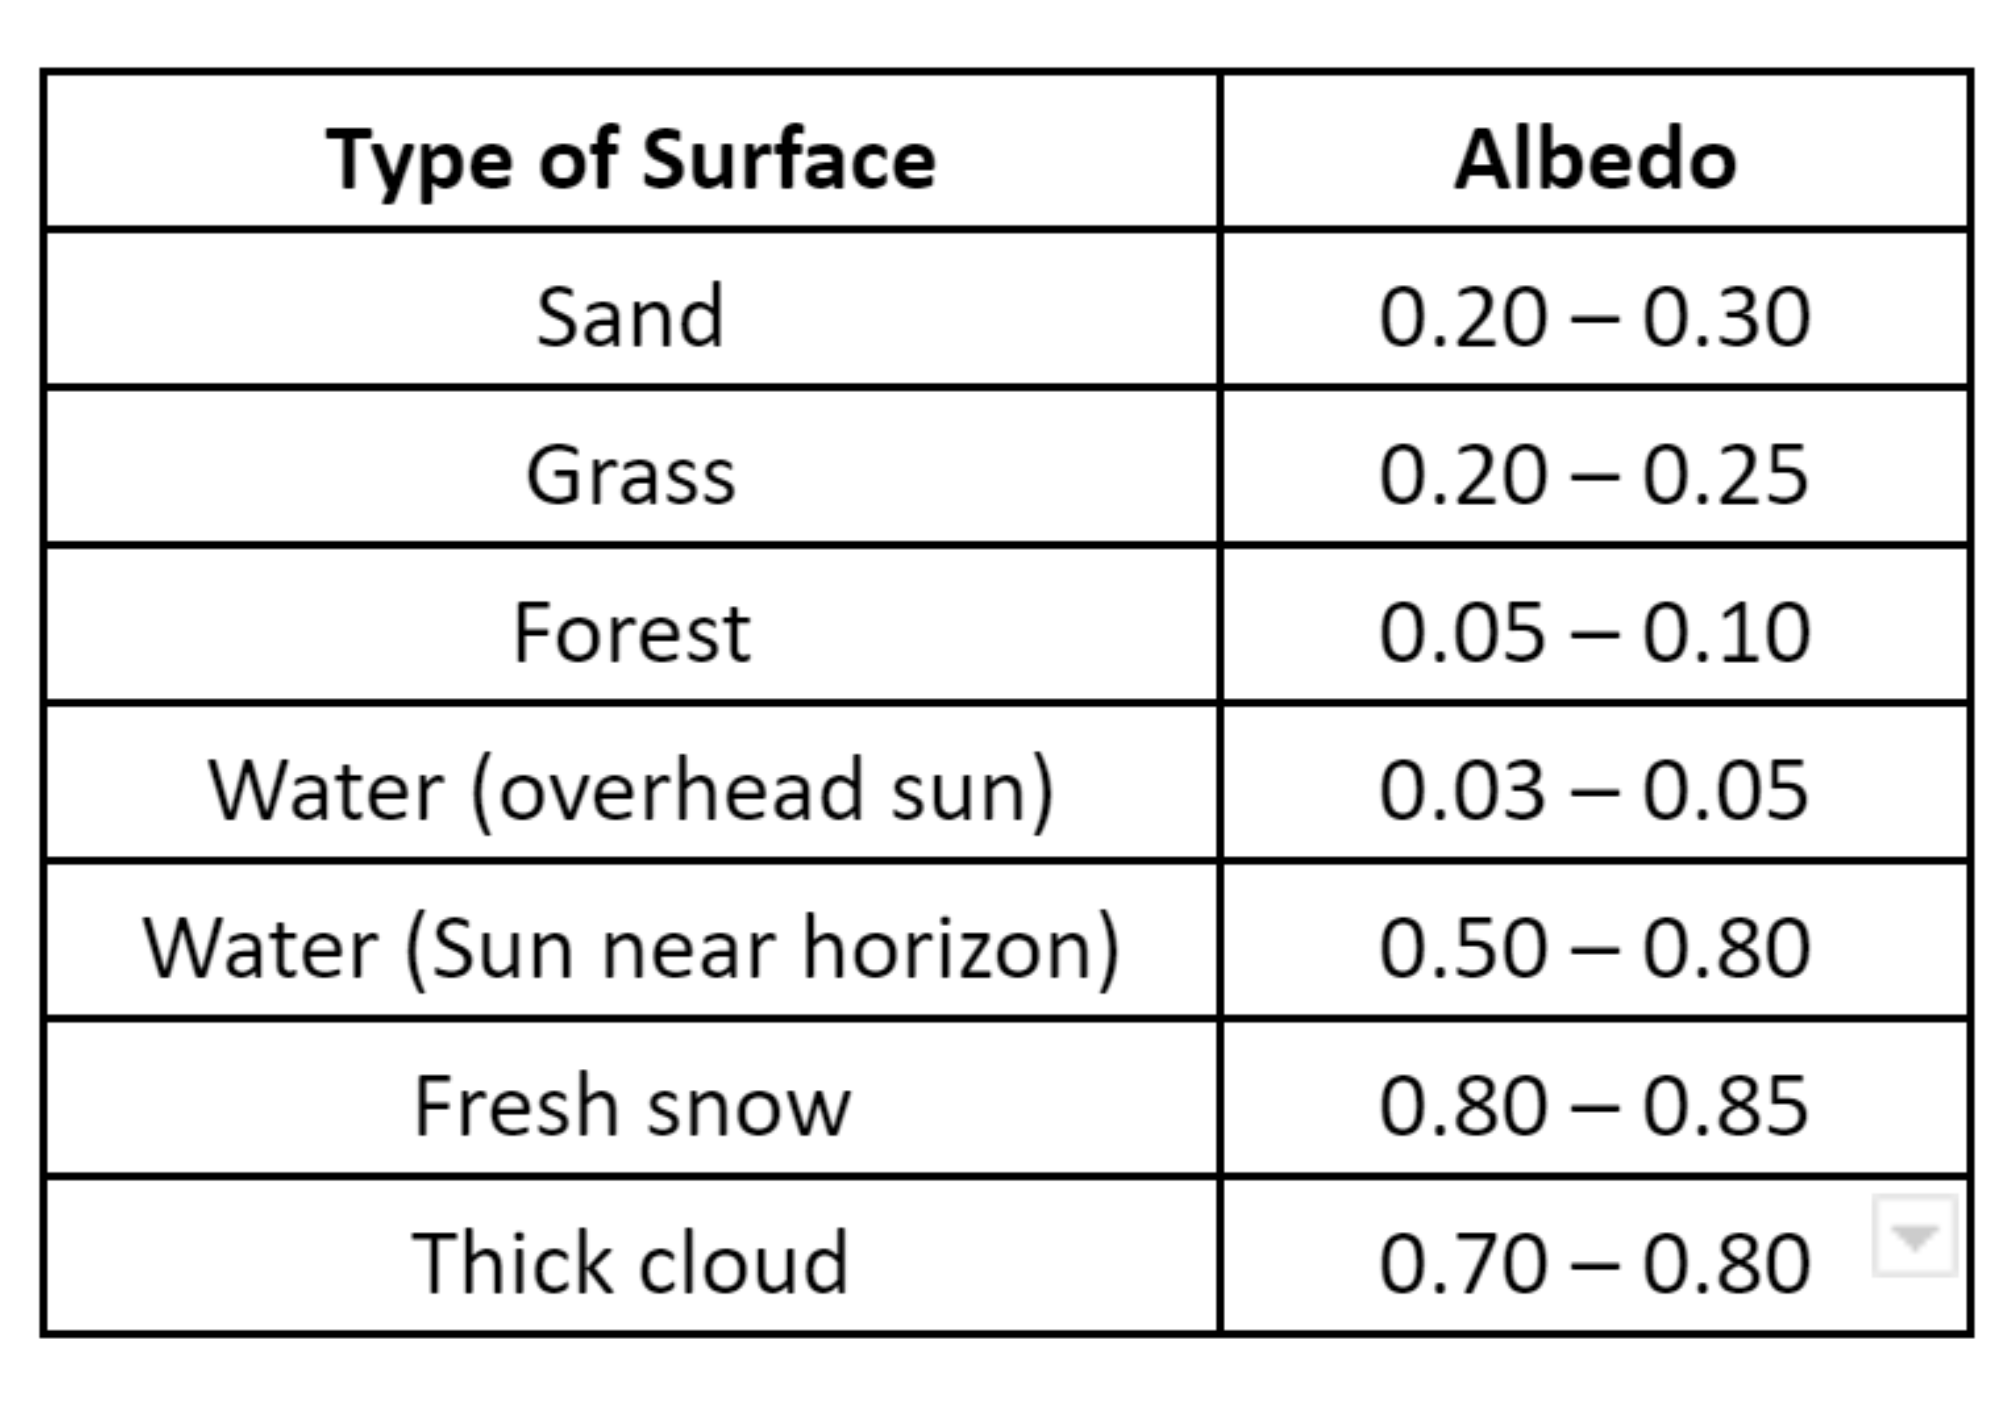 Type of Surface Albedo
Sand 0.20 – 0.30
Grass 0.20 – 0.25
Forest 0.05 – 0.10
Water (overhead sun) 0.03 – 0.05
Water (Sun near horizon) 0.50 – 0.80
Fresh snow 0.80 – 0.85
Thick cloud 0.70 – 0.80